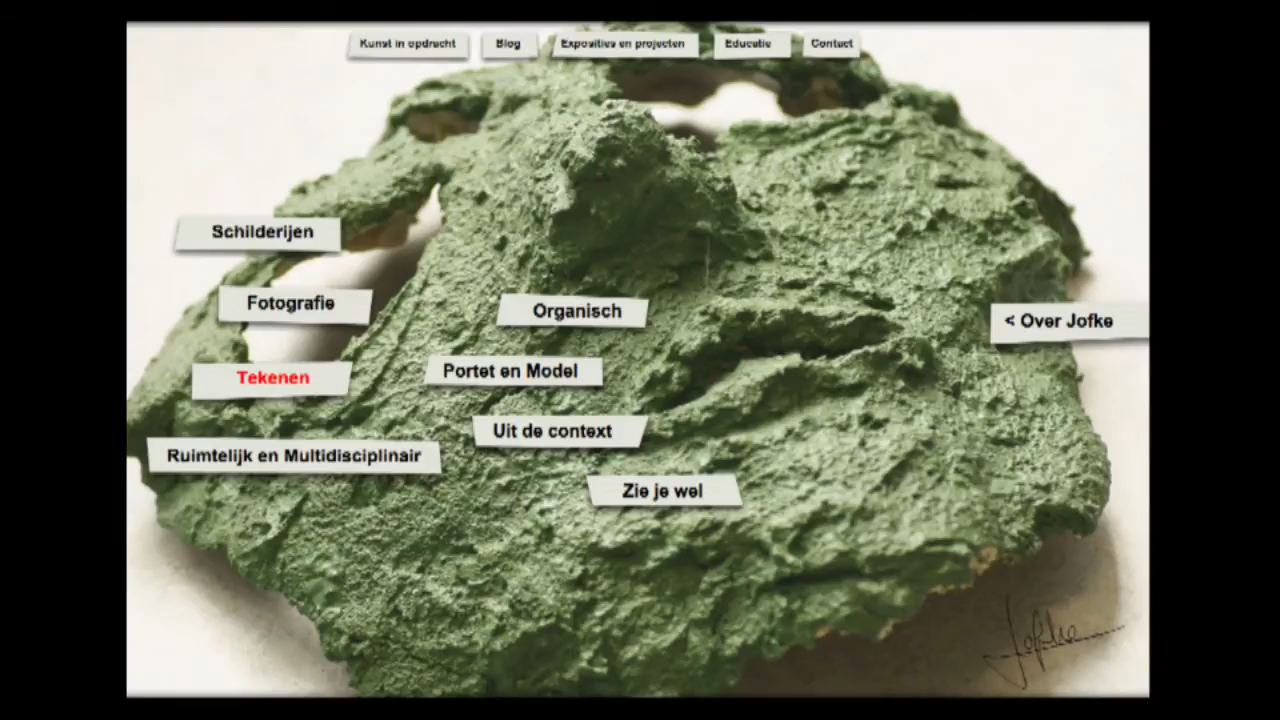 Kunst in opdracht
Blog
Exposities en projecten
Educatie
Contact
Schilderijen
Fotografie
Organisch
< Over Jofke
Tekenen
Portet en Model
Uit de context
Ruimtelijk en Multidisciplinair
Zie je wel
Jofke